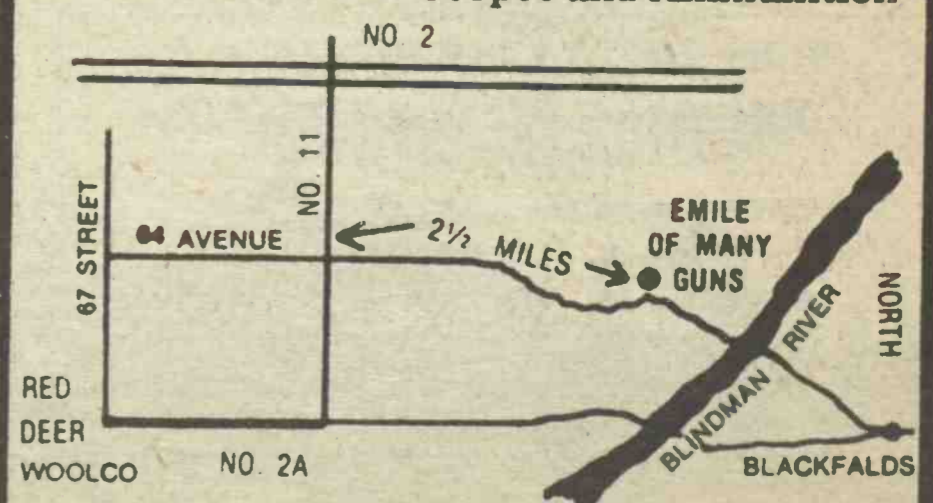 NO. 2
NO. 11
67 STREET
64 AVENUE
2½ MILES
EMILE
OF MANY
GUNS
NORTH
BLINDMAN RIVER
RED
DEER
WOOLCO
NO. 2A
BLACKFALDS